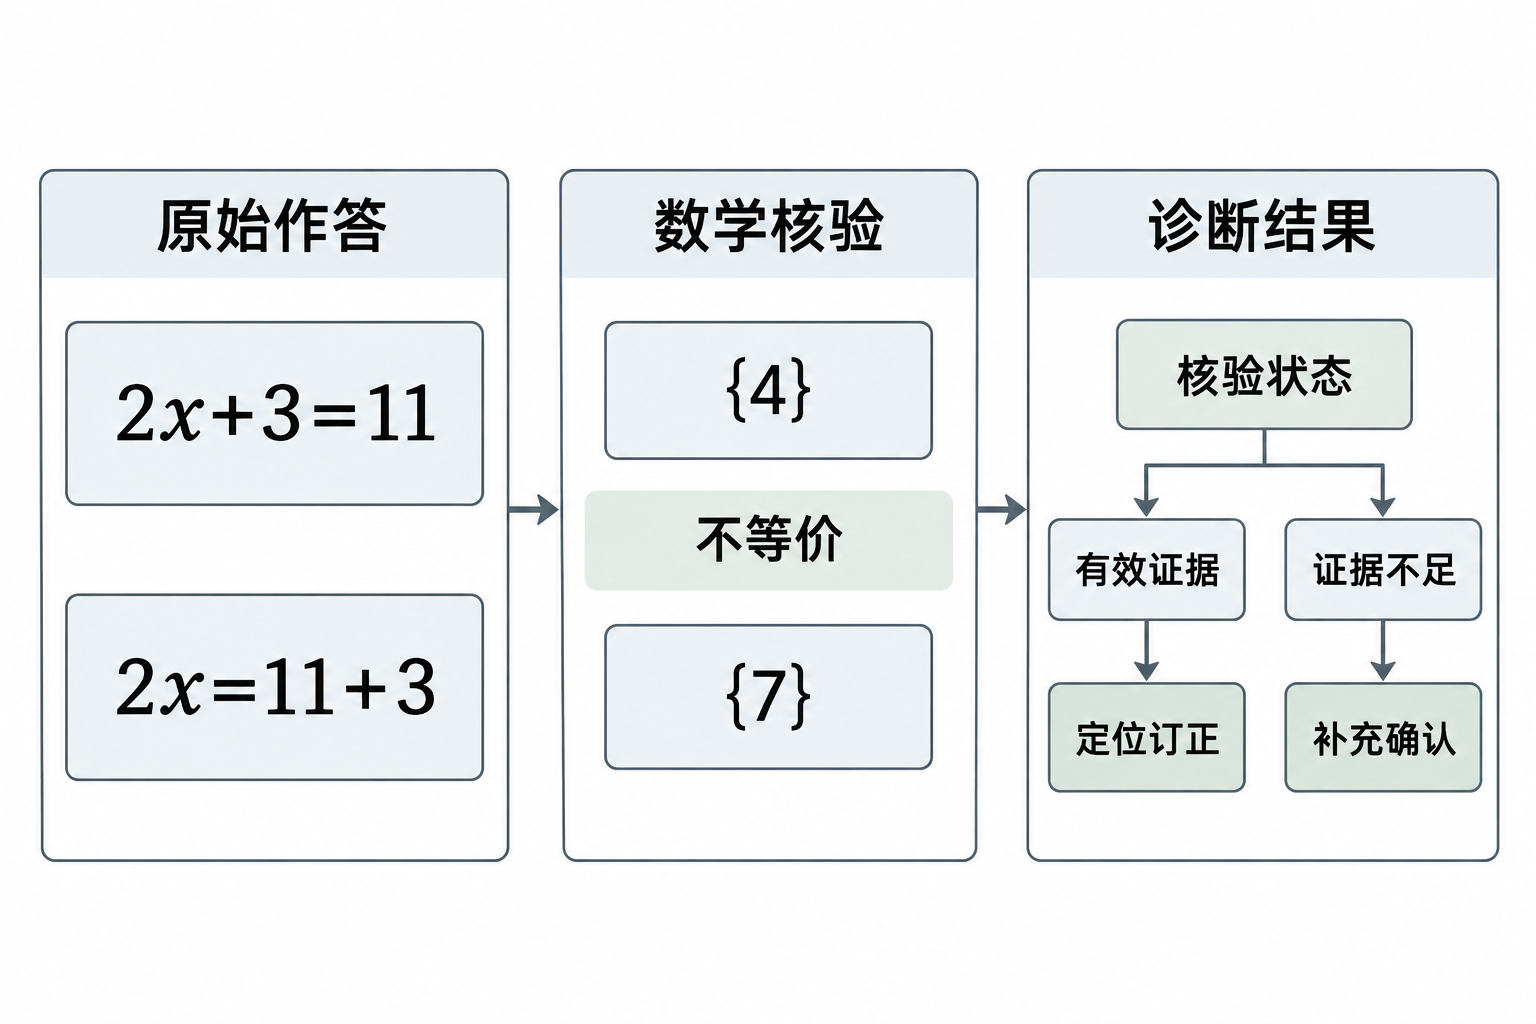 原始作答
2x+3=11
2x=11+3
数学核验
{4}
不等价
{7}
诊断结果
核验状态
有效证据
证据不足
定位订正
补充确认